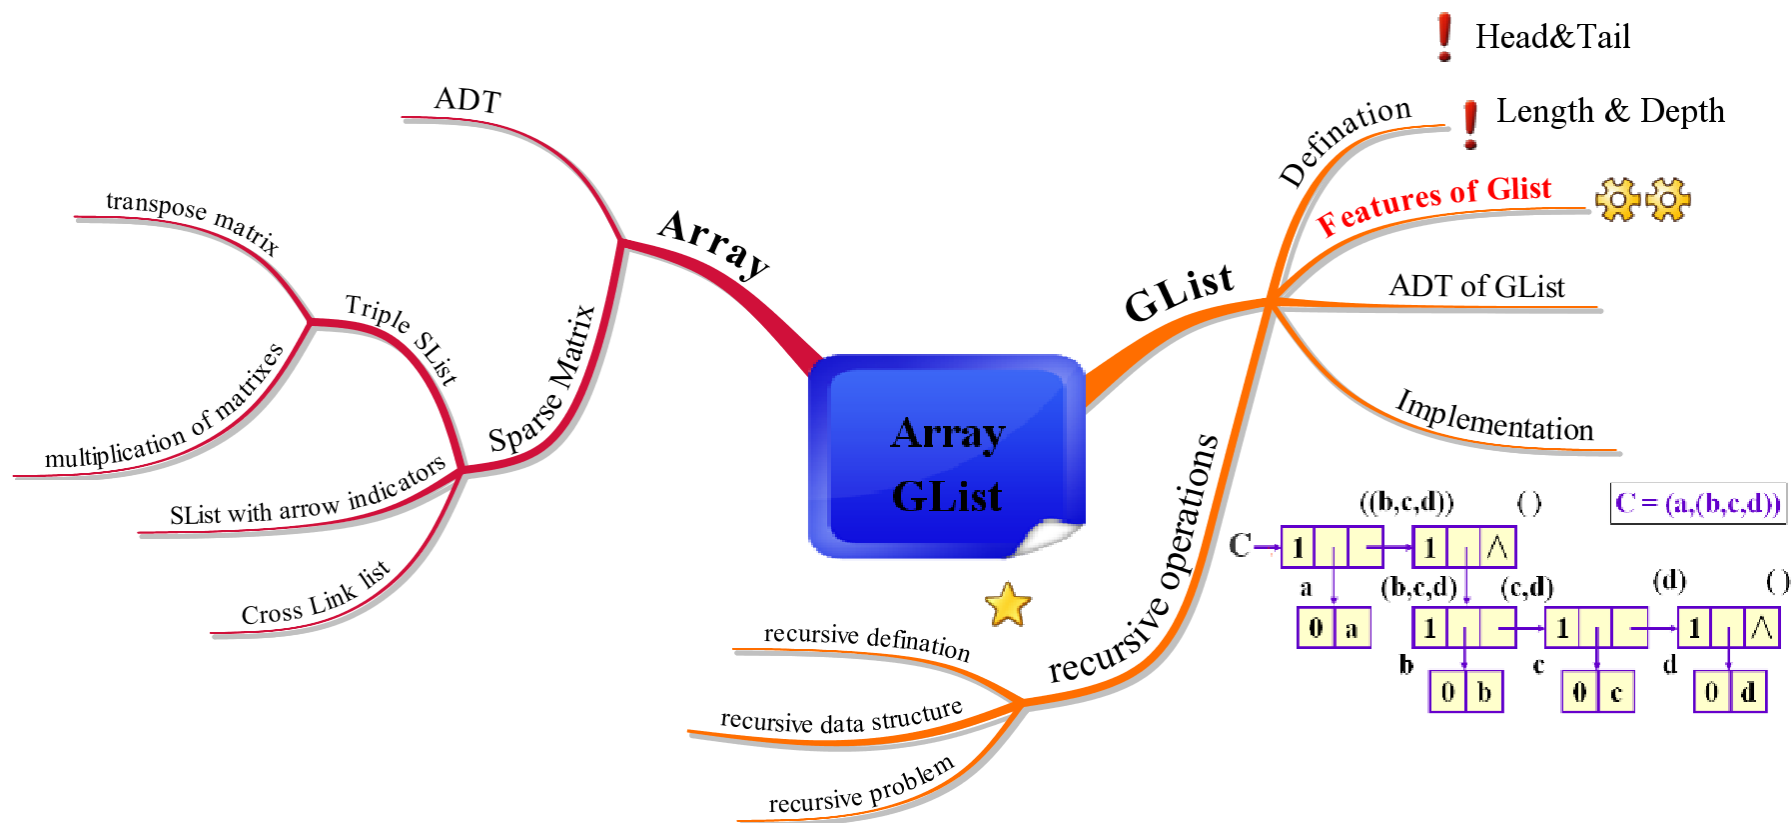 Head&Tail
Length & Depth
Defination
Features of Glist
ADT of GList
Implementation
GList
recursive operations
recursive defination
recursive data structure
recursive problem
Array
GList
Array
ADT
Sparse Matrix
Triple SList
transpose matrix
multiplication of matrixes
SList with arrow indicators
Cross Link list
C = (a,(b,c,d))
((b,c,d)) ( )
C 1 1 ∧
a (b,c,d) (c,d) (d) ( )
0 a 1 1 1 ∧
b c d
0 b 0 c 0 d